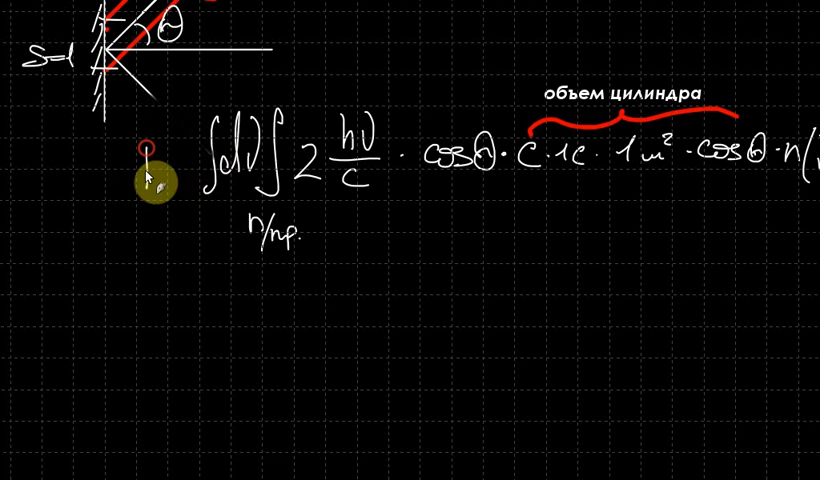 θ
S=1
объем цилиндра
∫dν ∫ 2 hν/c · cosθ · c · 1c · 1м² · cosθ · n(
п/пр.